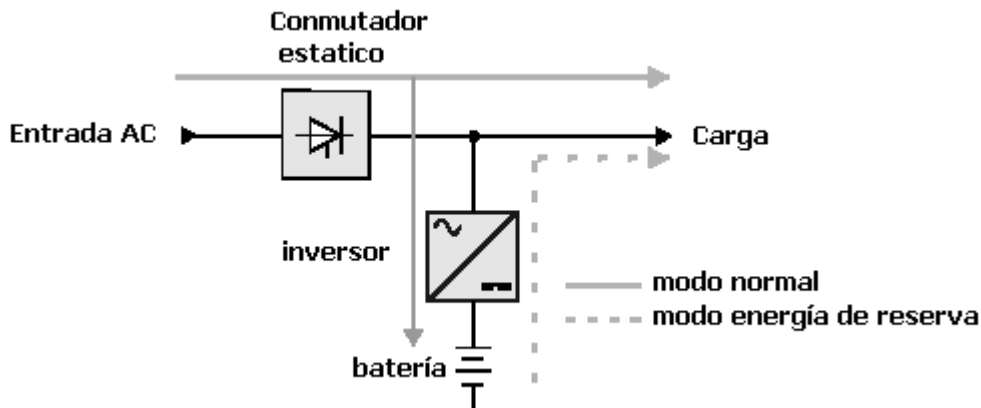 Conmutador
estatico
Entrada AC
Carga
inversor
modo normal
modo energía de reserva
batería